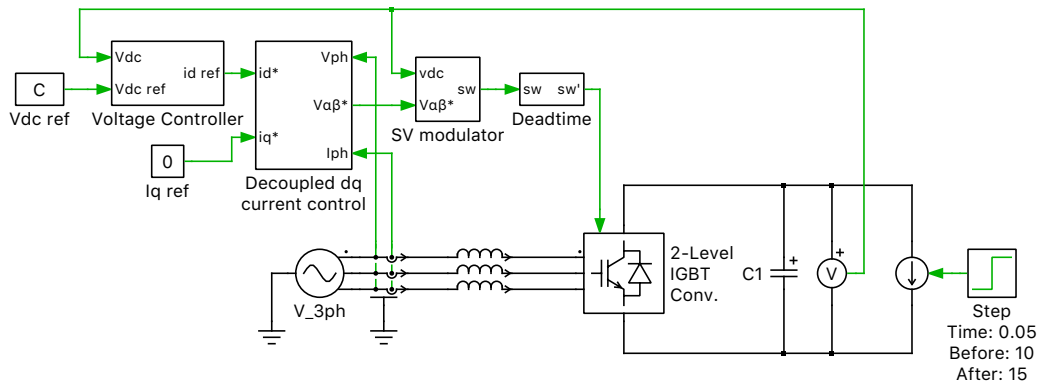 Vdc
Vdc ref
id ref
C
Vdc ref
Voltage Controller
0
Iq ref
id*
iq*
Vph
Vαβ*
Iph
Decoupled dq
current control
vdc
Vαβ*
sw
SV modulator
sw
sw'
Deadtime
V_3ph
2-Level
IGBT
Conv.
C1
+
+
V
Step
Time: 0.05
Before: 10
After: 15